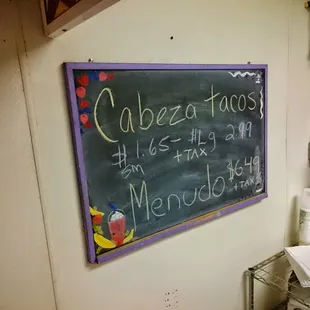 Cabeza tacos
$1.65- $Lg 2.99
sm +TAX
Menudo $6.49
+TAX